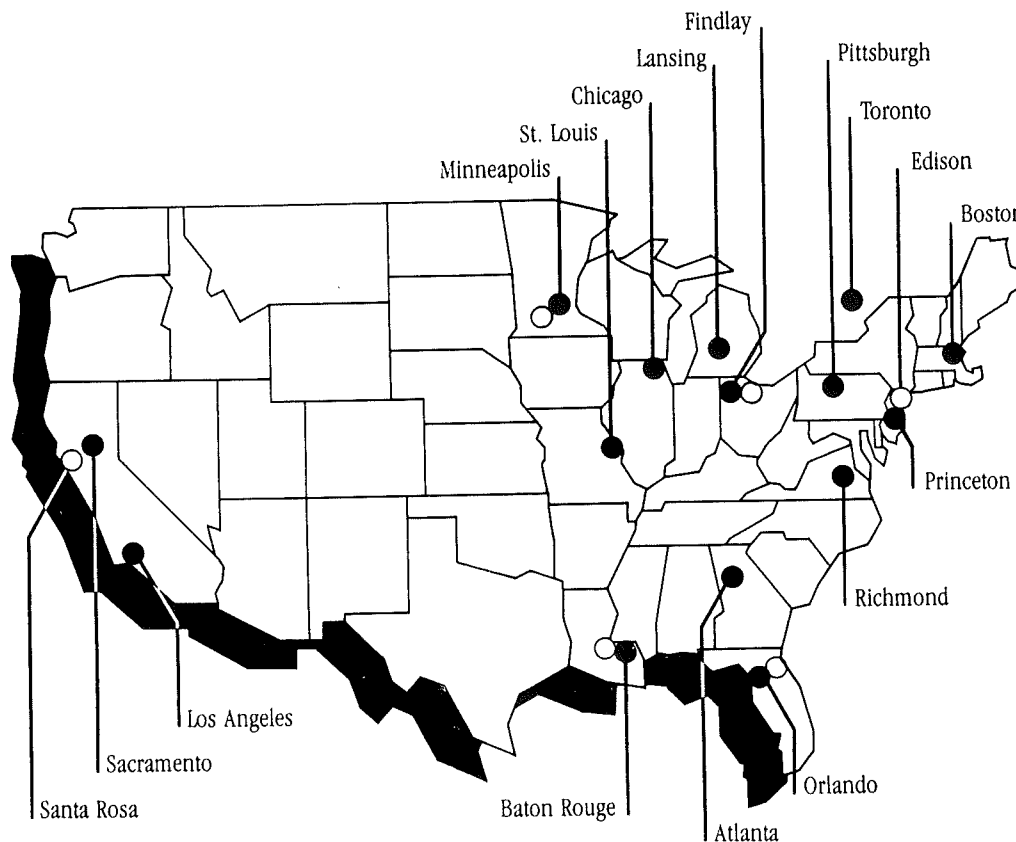 Findlay
Lansing
Pittsburgh
Chicago
Toronto
St. Louis
Edison
Minneapolis
Boston
Princeton
Richmond
Los Angeles
Sacramento
Orlando
Santa Rosa
Baton Rouge
Atlanta